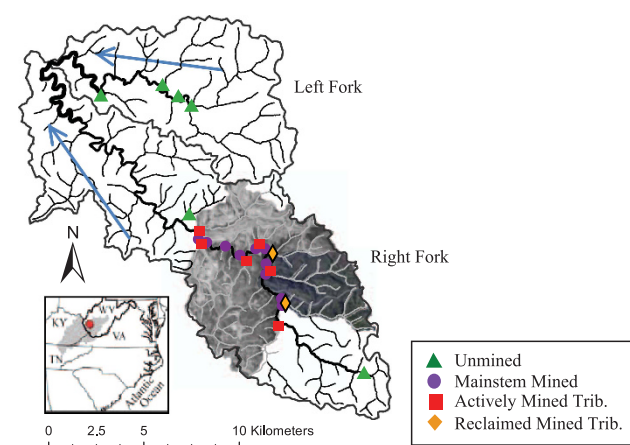 Left Fork
Right Fork
N
KY
WV
VA
TN
Atlantic
Ocean
0 2.5 5 10 Kilometers
Unmined
Mainstem Mined
Actively Mined Trib.
Reclaimed Mined Trib.